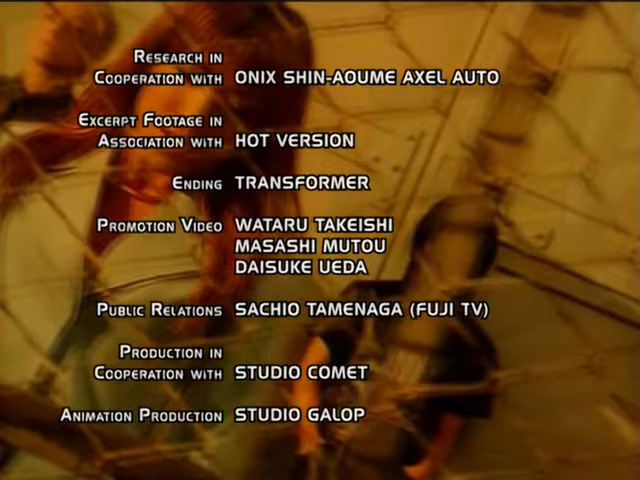 Research in
Cooperation with ONIX SHIN-AOUME AXEL AUTO
Excerpt Footage in
Association with HOT VERSION
Ending TRANSFORMER
Promotion Video WATARU TAKEISHI
MASASHI MUTOU
DAISUKE UEDA
Public Relations SACHIO TAMENAGA (FUJI TV)
Production in
Cooperation with STUDIO COMET
Animation Production STUDIO GALOP